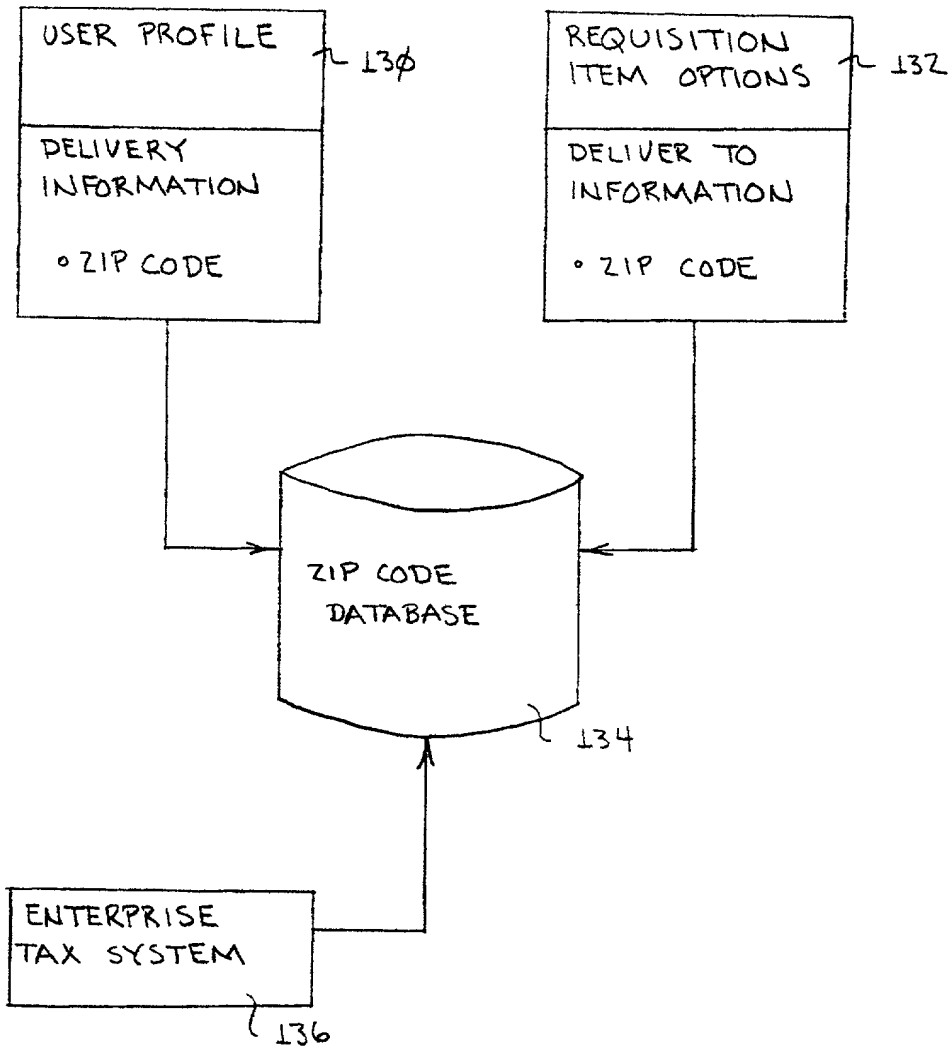 USER PROFILE
130
DELIVERY
INFORMATION
• ZIP CODE
REQUISITION
ITEM OPTIONS
132
DELIVER TO
INFORMATION
• ZIP CODE
ZIP CODE
DATABASE
134
ENTERPRISE
TAX SYSTEM
136